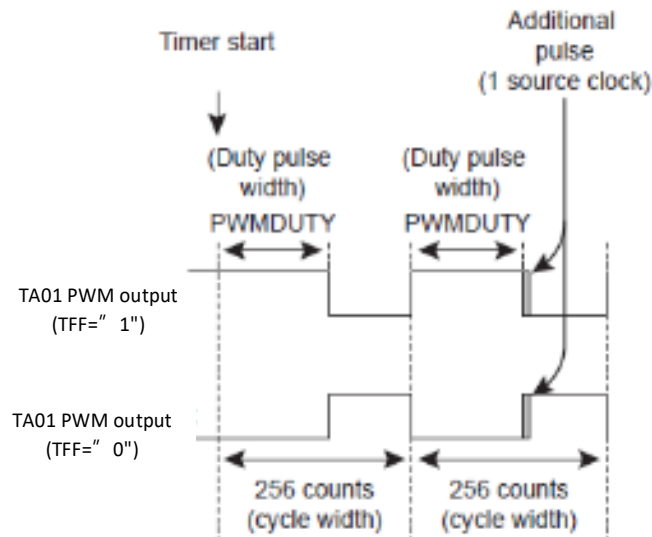 Timer start
Additional
pulse
(1 source clock)
(Duty pulse
width)
PWMDUTY
(Duty pulse
width)
PWMDUTY
TA01 PWM output
(TFF=” 1")
TA01 PWM output
(TFF=” 0")
256 counts
(cycle width)
256 counts
(cycle width)